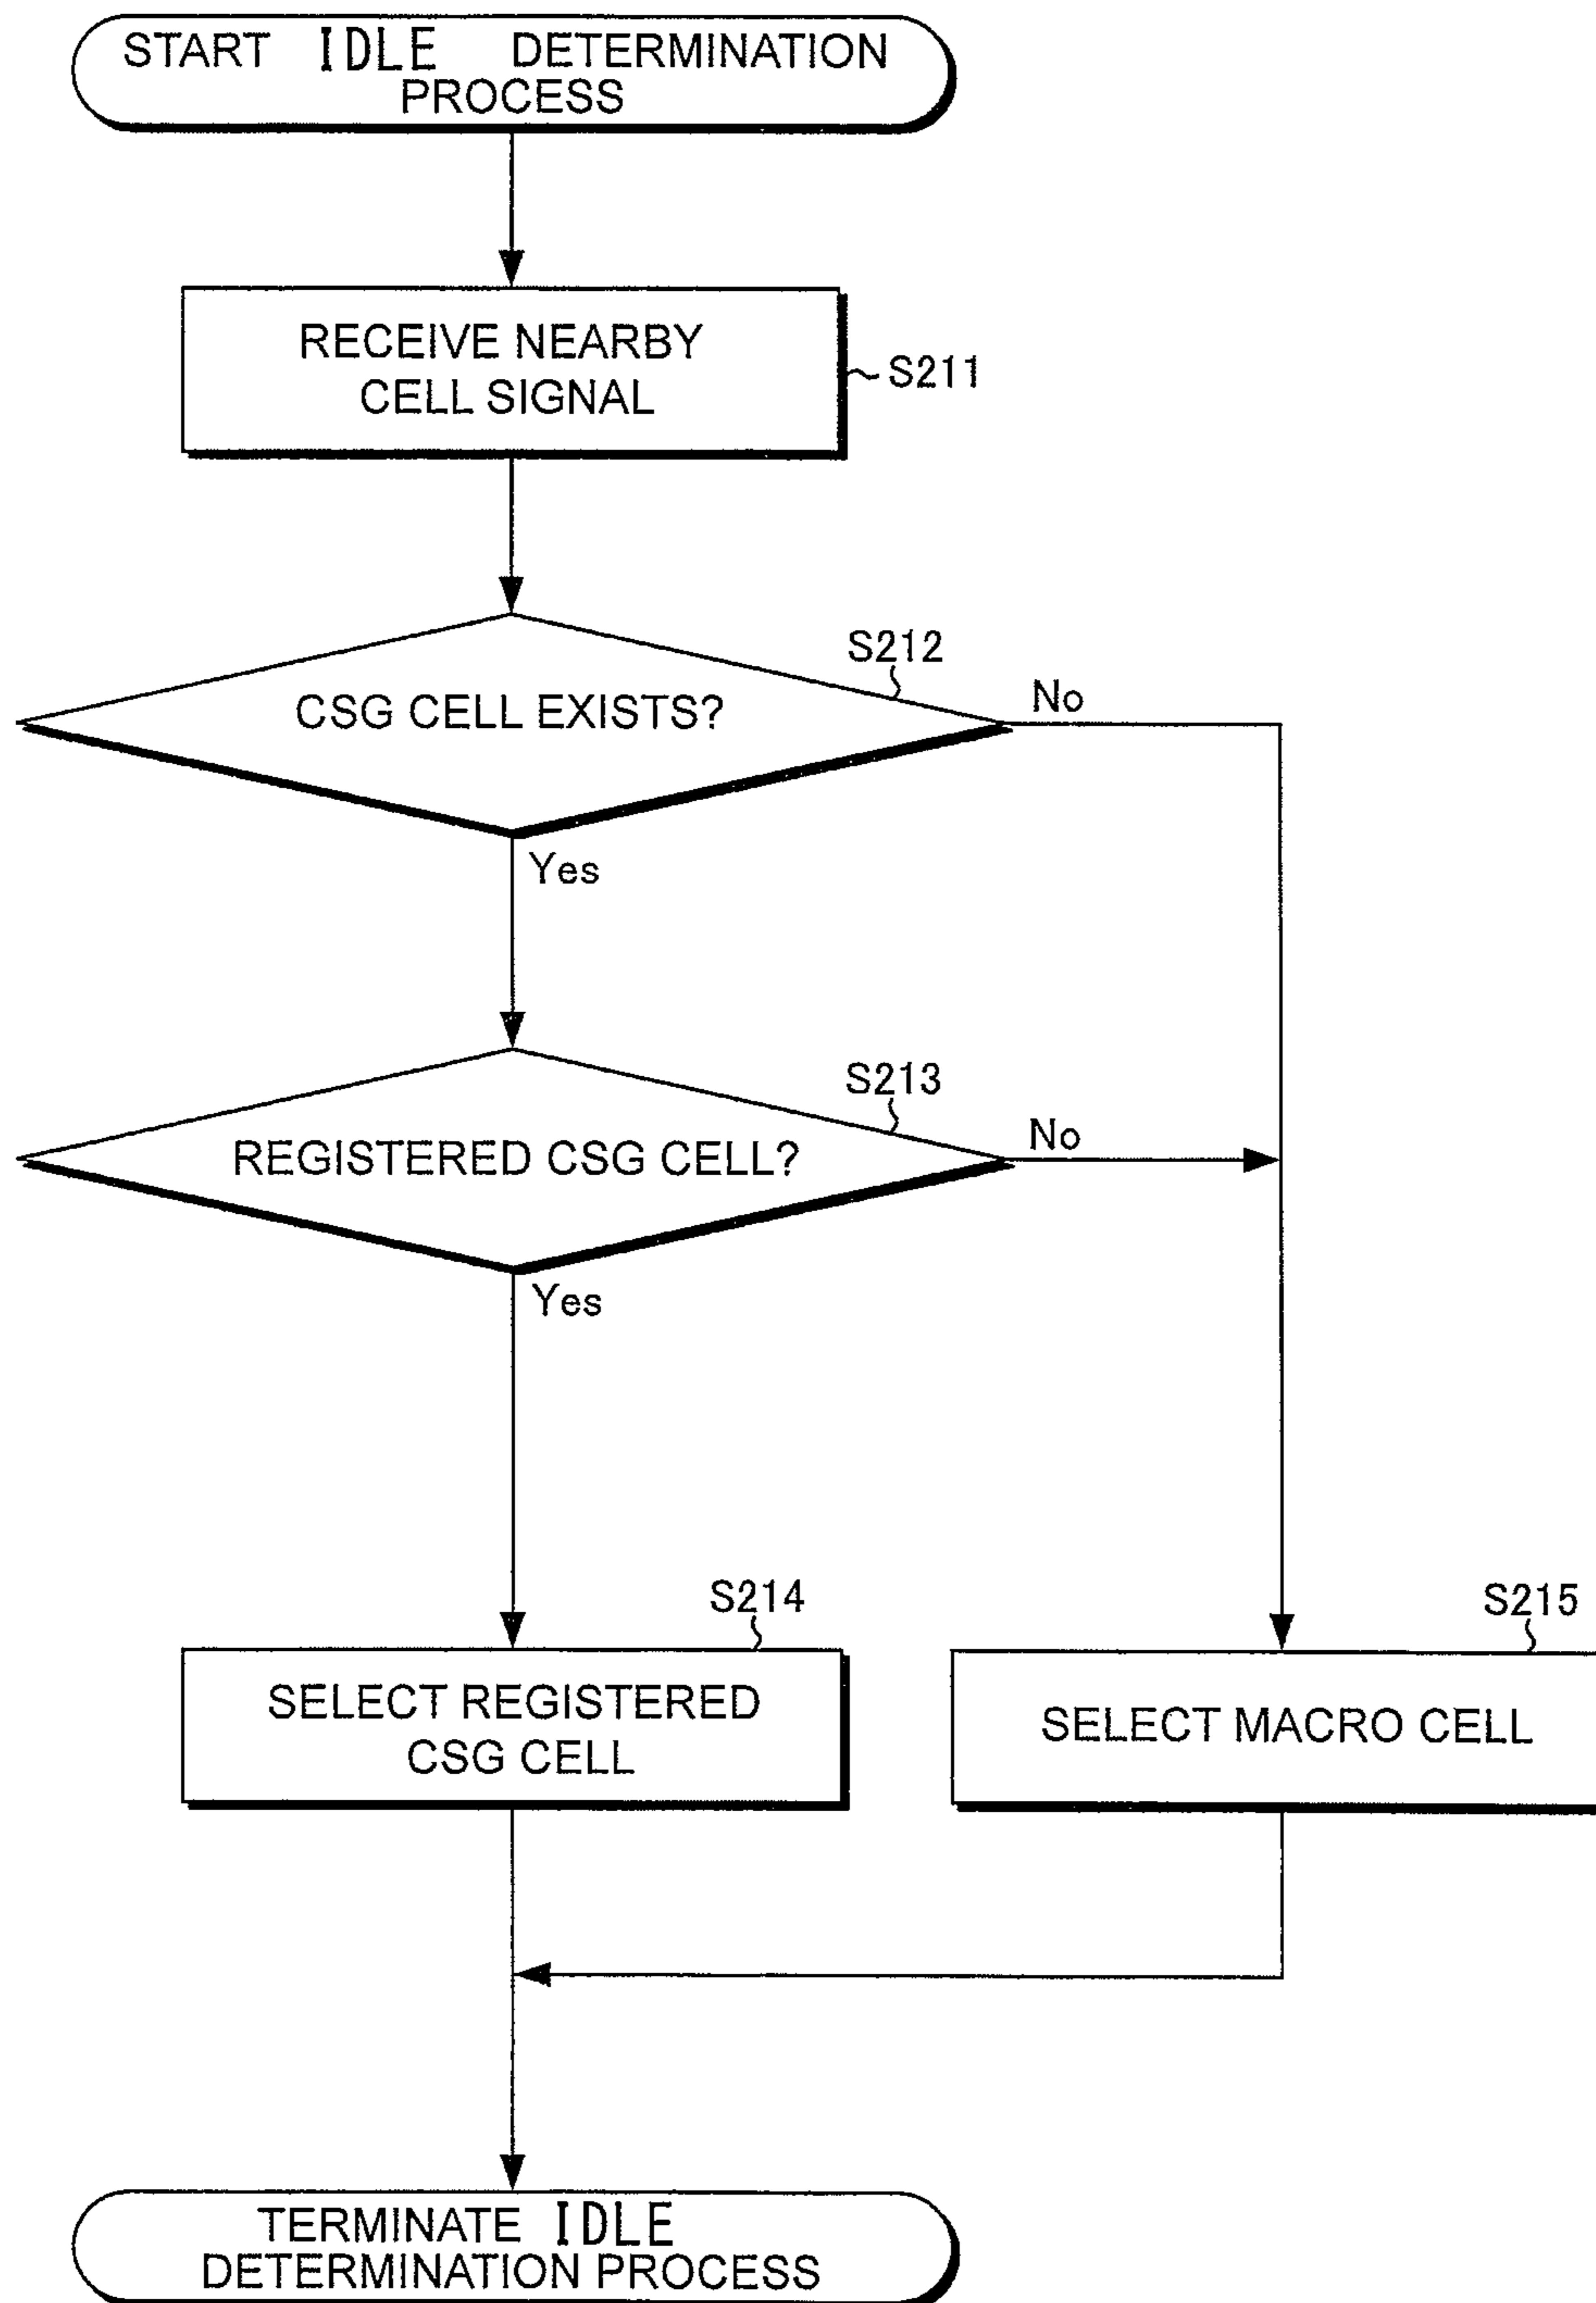 START IDLE DETERMINATION
PROCESS
RECEIVE NEARBY
CELL SIGNAL
S211
S212
CSG CELL EXISTS?
No
Yes
S213
REGISTERED CSG CELL?
No
Yes
S214
SELECT REGISTERED
CSG CELL
S215
SELECT MACRO CELL
TERMINATE IDLE
DETERMINATION PROCESS